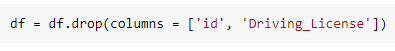 df = df.drop(columns = ['id', 'Driving_License'])